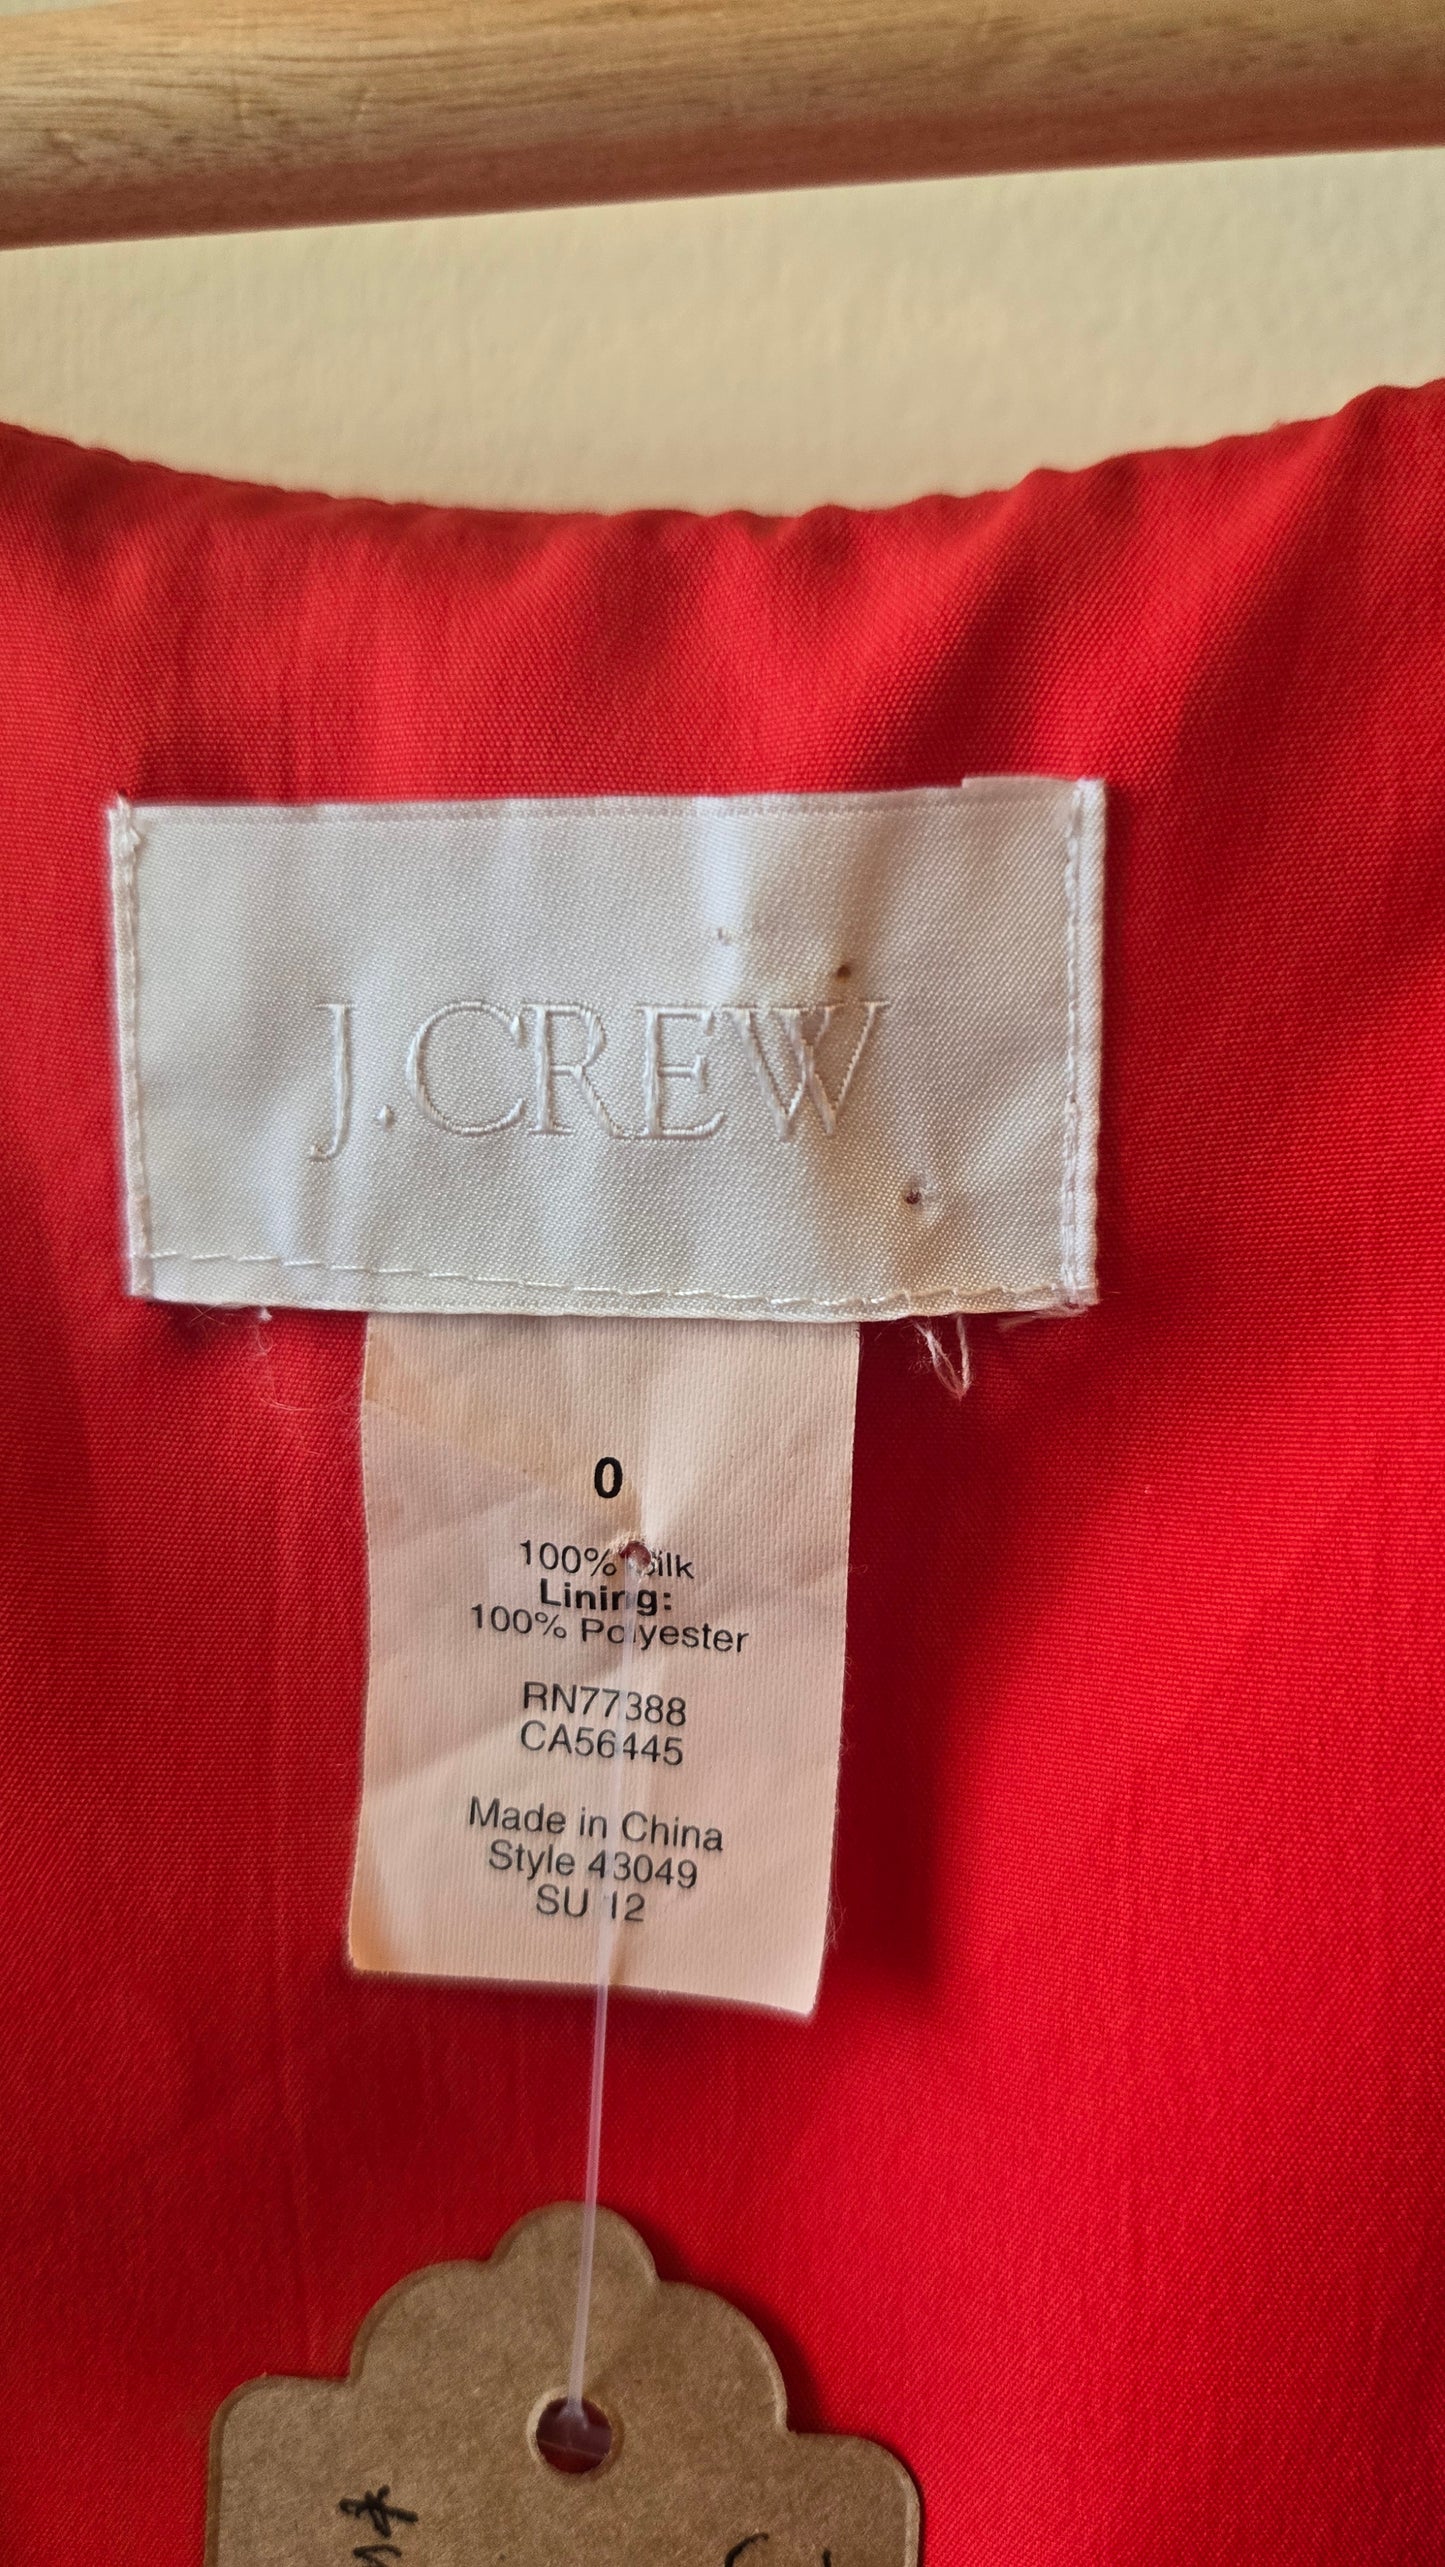 J.CREW
0
100% Silk
Lining:
100% Polyester
RN77388
CA56445
Made in China
Style 43049
SU 12